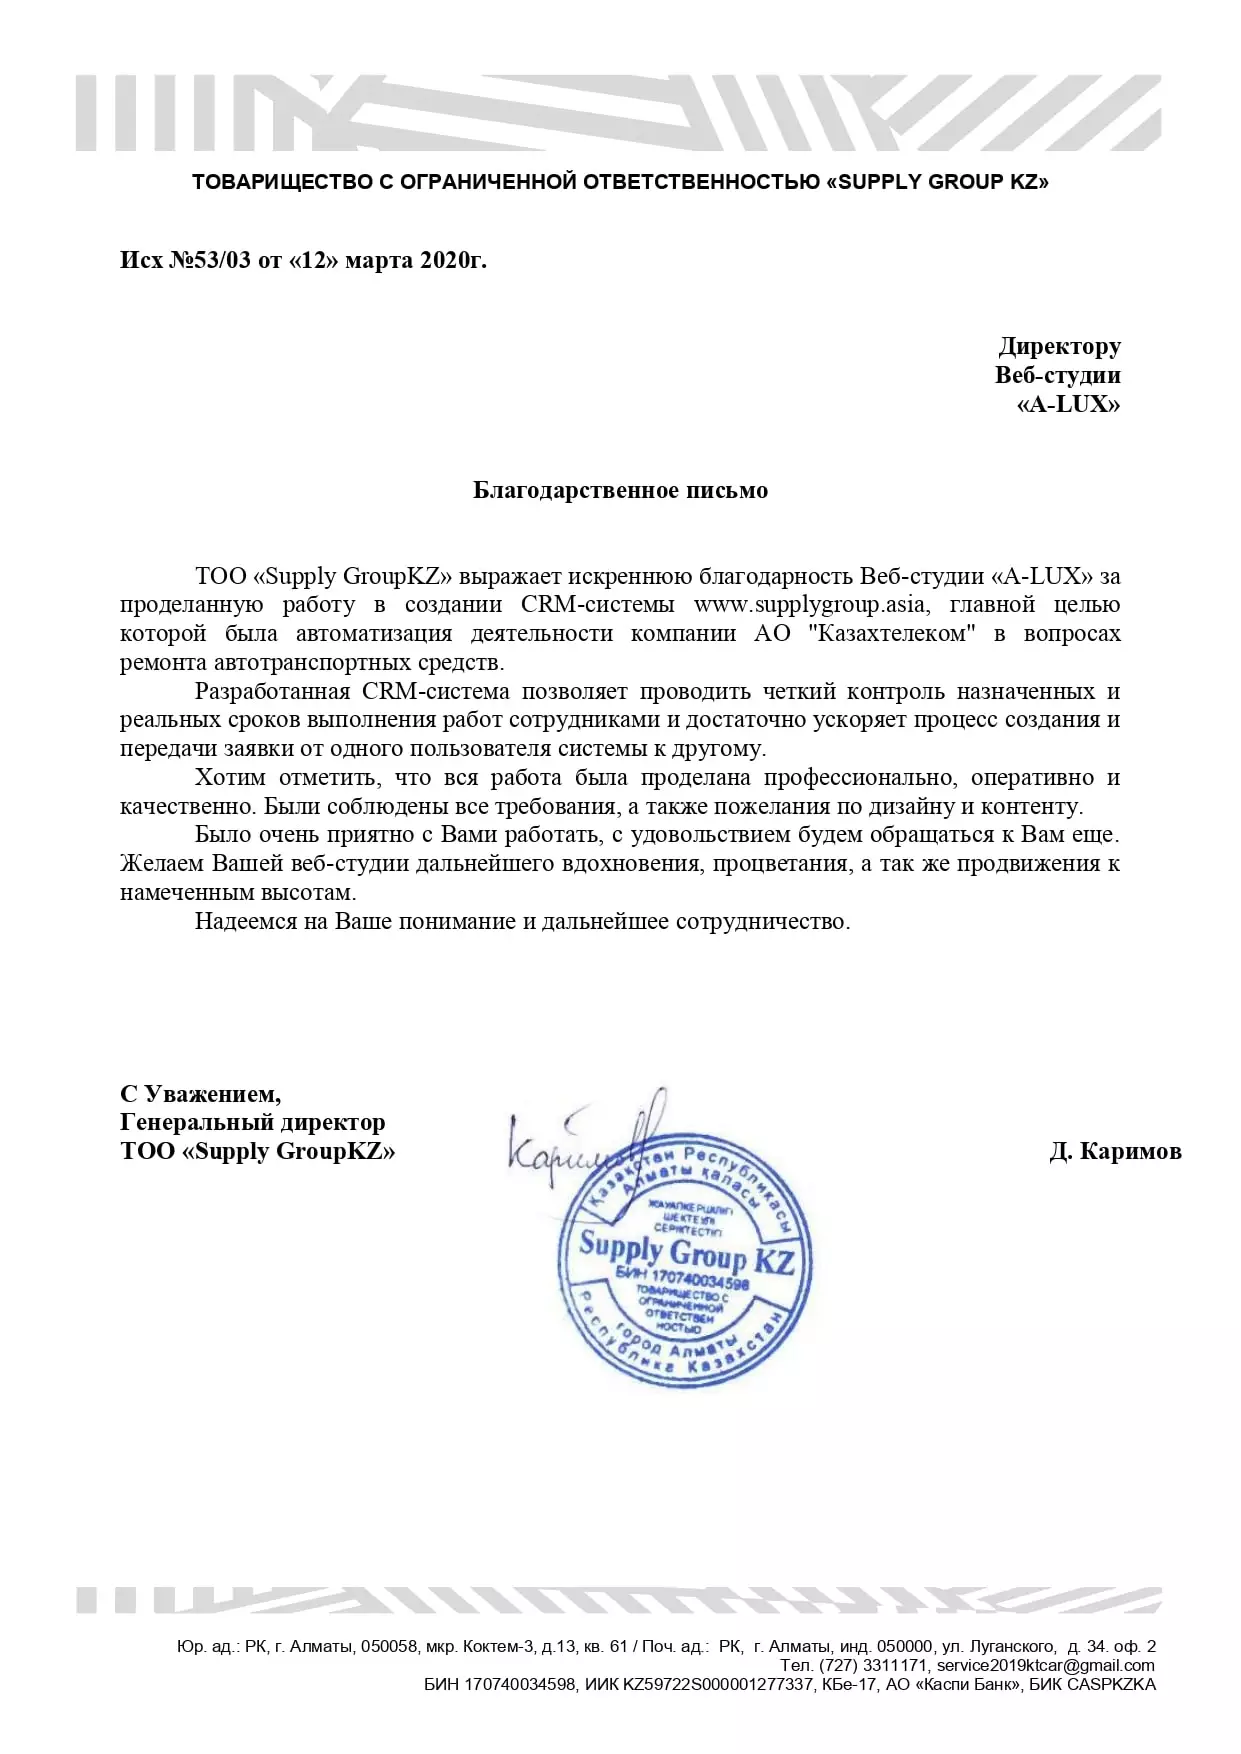 ТОВАРИЩЕСТВО С ОГРАНИЧЕННОЙ ОТВЕТСТВЕННОСТЬЮ «SUPPLY GROUP KZ»
Исх №53/03 от «12» марта 2020г.
Директору
Веб-студии
«A-LUX»
Благодарственное письмо
ТОО «Supply GroupKZ» выражает искреннюю благодарность Веб-студии «A-LUX» за
проделанную работу в создании CRM-системы www.supplygroup.asia, главной целью
которой была автоматизация деятельности компании АО "Казахтелеком" в вопросах
ремонта автотранспортных средств.
Разработанная CRM-система позволяет проводить четкий контроль назначенных и
реальных сроков выполнения работ сотрудниками и достаточно ускоряет процесс создания и
передачи заявки от одного пользователя системы к другому.
Хотим отметить, что вся работа была проделана профессионально, оперативно и
качественно. Были соблюдены все требования, а также пожелания по дизайну и контенту.
Было очень приятно с Вами работать, с удовольствием будем обращаться к Вам еще.
Желаем Вашей веб-студии дальнейшего вдохновения, процветания, а так же продвижения к
намеченным высотам.
Надеемся на Ваше понимание и дальнейшее сотрудничество.
С Уважением,
Генеральный директор
ТОО «Supply GroupKZ»
Д. Каримов
Каримов
Қазақстан Республикасы
Алматы қаласы
ЖАУАПКЕРШІЛІГІ
ШЕКТЕУЛІ
СЕРІКТЕСТІГІ
Supply Group KZ
БИН 170740034598
ТОВАРИЩЕСТВО С
ОГРАНИЧЕННОЙ
ОТВЕТСТВЕН
НОСТЬЮ
город Алматы
Республика Казахстан
Юр. ад.: РК, г. Алматы, 050058, мкр. Коктем-3, д.13, кв. 61 / Поч. ад.: РК, г. Алматы, инд. 050000, ул. Луганского, д. 34. оф. 2
Тел. (727) 3311171, service2019ktcar@gmail.com
БИН 170740034598, ИИК KZ59722S000001277337, КБе-17, АО «Каспи Банк», БИК CASPKZKA